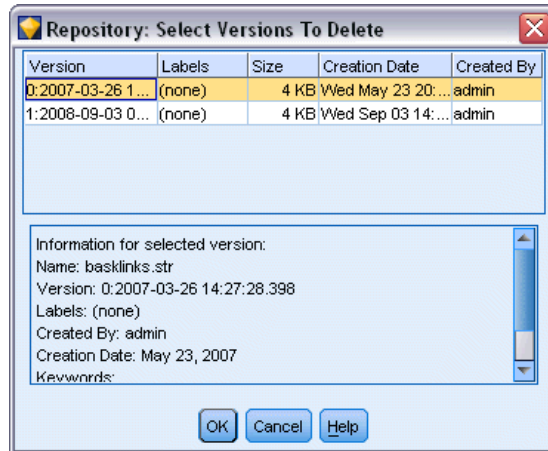 Repository: Select Versions To Delete
Version Labels Size Creation Date Created By
0:2007-03-26 1... (none) 4 KB Wed May 23 20:... admin
1:2008-09-03 0... (none) 4 KB Wed Sep 03 14:... admin
Information for selected version:
Name: basklinks.str
Version: 0:2007-03-26 14:27:28.398
Labels: (none)
Created By: admin
Creation Date: May 23, 2007
Keywords:
OK Cancel Help